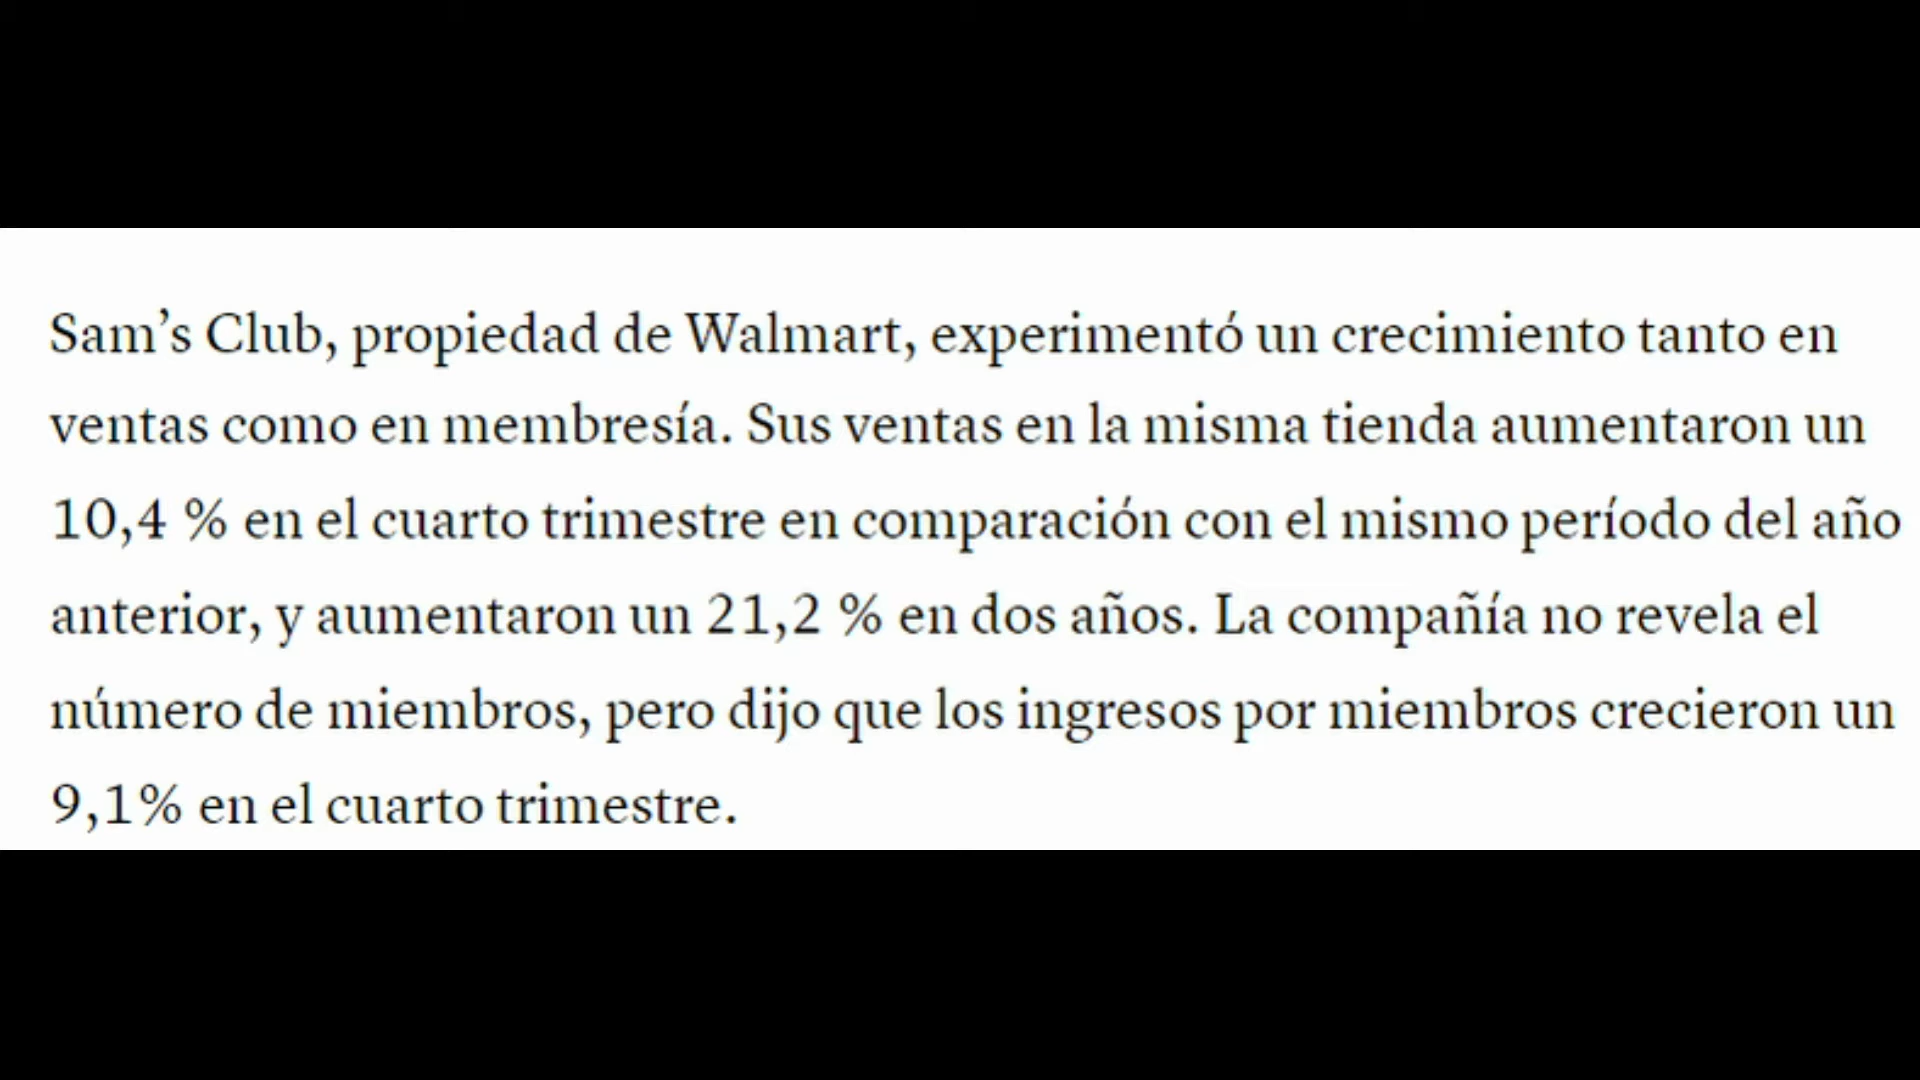 Sam’s Club, propiedad de Walmart, experimentó un crecimiento tanto en
ventas como en membresía. Sus ventas en la misma tienda aumentaron un
10,4 % en el cuarto trimestre en comparación con el mismo período del año
anterior, y aumentaron un 21,2 % en dos años. La compañía no revela el
número de miembros, pero dijo que los ingresos por miembros crecieron un
9,1% en el cuarto trimestre.